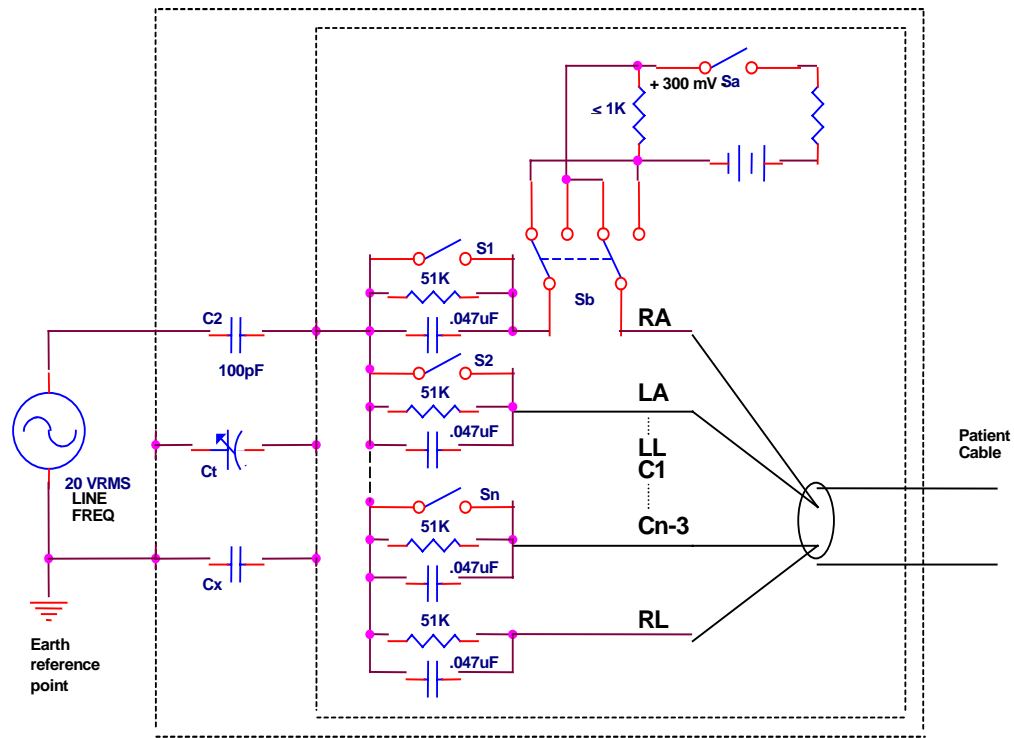 + 300 mV -
Sa
≤ 1K
S1
51K
.047uF
Sb
RA
C2
100pF
S2
51K
.047uF
LA
LL
C1
Cn-3
Patient
Cable
20 VRMS
LINE
FREQ
Ct
Sn
51K
.047uF
Cx
51K
.047uF
RL
Earth
reference
point